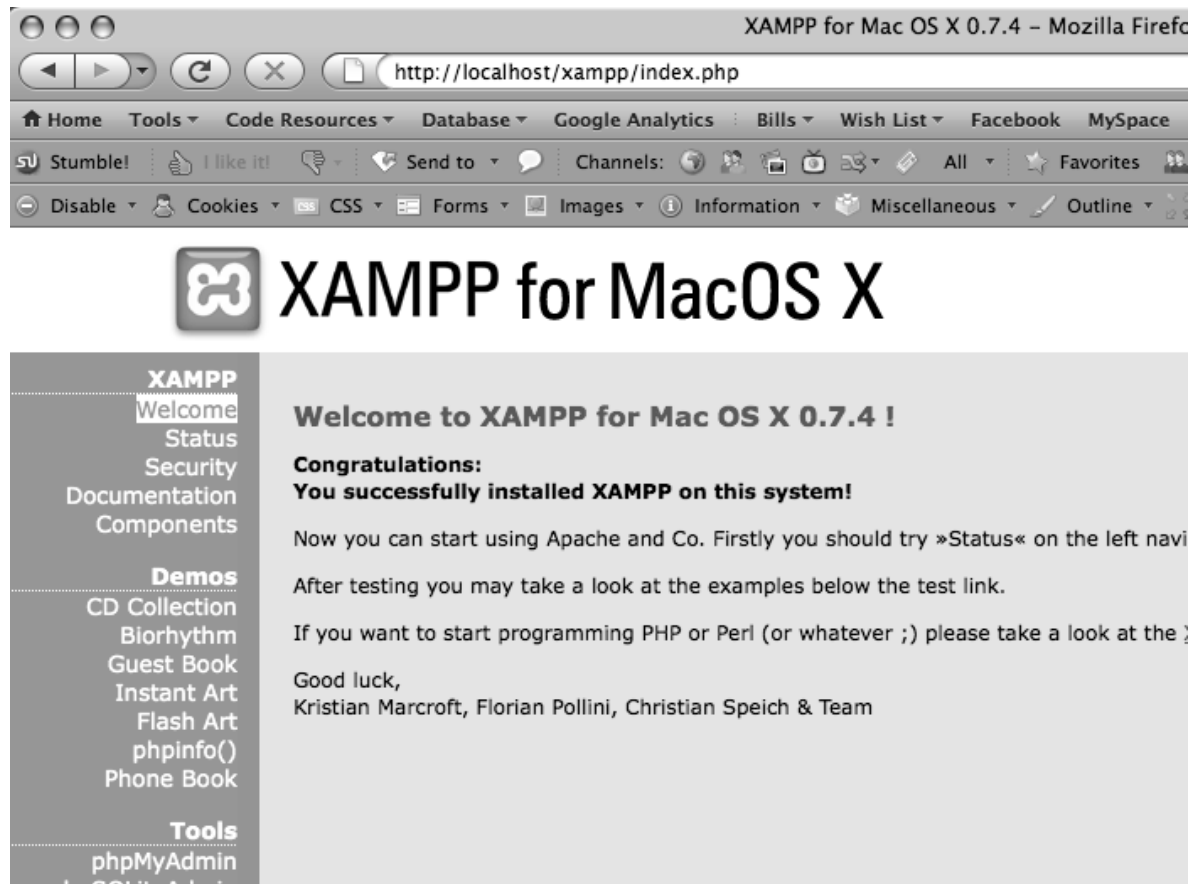 XAMPP for Mac OS X 0.7.4 – Mozilla Firefo
http://localhost/xampp/index.php
Home Tools Code Resources Database Google Analytics Bills Wish List Facebook MySpace
Stumble! I like it! Send to Channels: All Favorites
Disable Cookies CSS CSS Forms Images Information Miscellaneous Outline
XAMPP for MacOS X
XAMPP
Welcome
Status
Security
Documentation
Components
Demos
CD Collection
Biorhythm
Guest Book
Instant Art
Flash Art
phpinfo()
Phone Book
Tools
phpMyAdmin
Welcome to XAMPP for Mac OS X 0.7.4 !
Congratulations:
You successfully installed XAMPP on this system!
Now you can start using Apache and Co. Firstly you should try »Status« on the left navi
After testing you may take a look at the examples below the test link.
If you want to start programming PHP or Perl (or whatever ;) please take a look at the
Good luck,
Kristian Marcroft, Florian Pollini, Christian Speich & Team